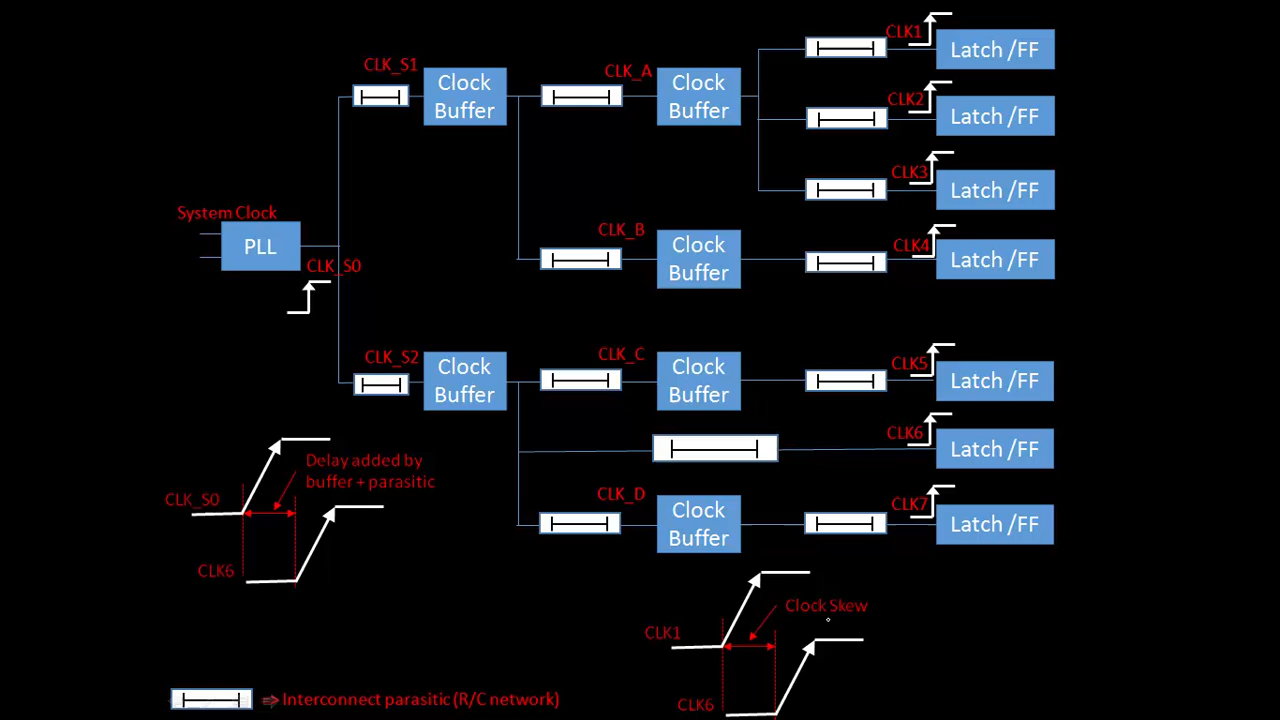 CLK1
CLK_S1
Clock
Buffer
CLK_A
Clock
Buffer
Latch /FF
CLK2
Latch /FF
CLK3
Latch /FF
System Clock
PLL
CLK_S0
CLK_B
Clock
Buffer
CLK4
Latch /FF
CLK_S2
Clock
Buffer
CLK_C
Clock
Buffer
CLK5
Latch /FF
CLK6
Latch /FF
CLK_D
Clock
Buffer
CLK7
Latch /FF
Delay added by
buffer + parasitic
CLK_S0
CLK6
Clock Skew
CLK1
CLK6
Interconnect parasitic (R/C network)